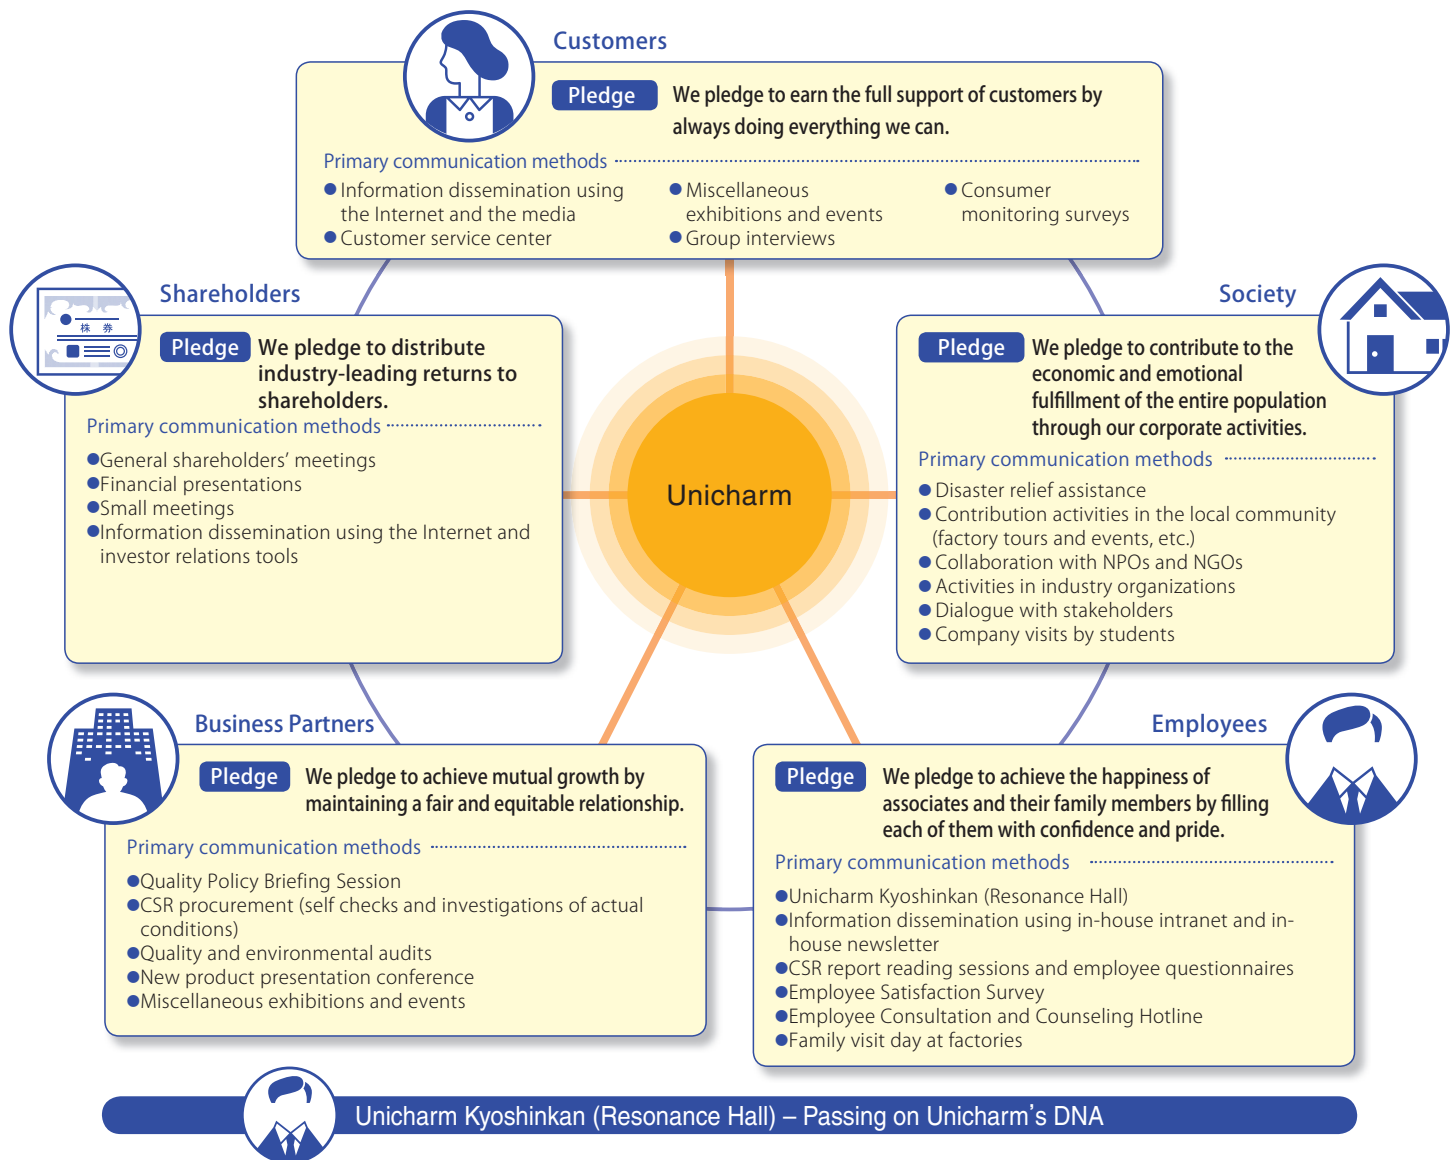 Customers
Pledge
We pledge to earn the full support of customers by
always doing everything we can.
Primary communication methods
● Information dissemination using
the Internet and the media
● Customer service center
● Miscellaneous
exhibitions and events
● Group interviews
● Consumer
monitoring surveys
Shareholders
株 券
Pledge
We pledge to distribute
industry-leading returns to
shareholders.
Primary communication methods
●General shareholders’ meetings
●Financial presentations
●Small meetings
●Information dissemination using the Internet and
investor relations tools
Society
Pledge
We pledge to contribute to the
economic and emotional
fulfillment of the entire population
through our corporate activities.
Primary communication methods
● Disaster relief assistance
● Contribution activities in the local community
(factory tours and events, etc.)
● Collaboration with NPOs and NGOs
● Activities in industry organizations
● Dialogue with stakeholders
● Company visits by students
Unicharm
Business Partners
Pledge
We pledge to achieve mutual growth by
maintaining a fair and equitable relationship.
Primary communication methods
●Quality Policy Briefing Session
●CSR procurement (self checks and investigations of actual
conditions)
●Quality and environmental audits
●New product presentation conference
●Miscellaneous exhibitions and events
Employees
Pledge
We pledge to achieve the happiness of
associates and their family members by filling
each of them with confidence and pride.
Primary communication methods
●Unicharm Kyoshinkan (Resonance Hall)
●Information dissemination using in-house intranet and in-
house newsletter
●CSR report reading sessions and employee questionnaires
●Employee Satisfaction Survey
●Employee Consultation and Counseling Hotline
●Family visit day at factories
Unicharm Kyoshinkan (Resonance Hall) – Passing on Unicharm’s DNA